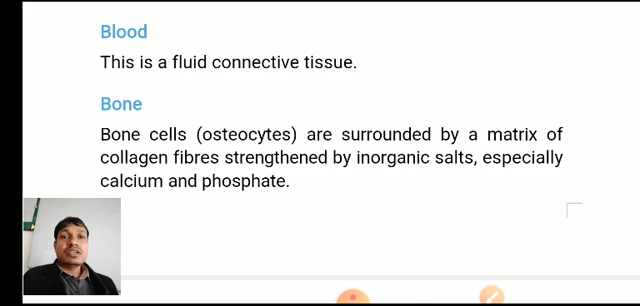 Blood
This is a fluid connective tissue.
Bone
Bone cells (osteocytes) are surrounded by a matrix of
collagen fibres strengthened by inorganic salts, especially
calcium and phosphate.